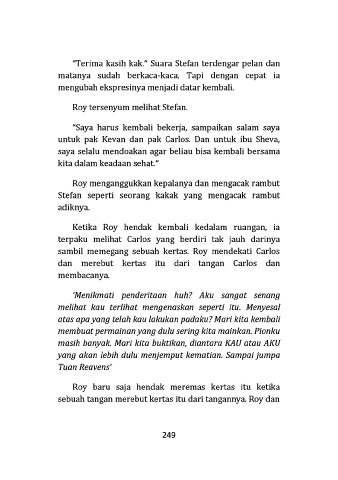 "Terima kasih kak." Suara Stefan terdengar pelan dan
matanya sudah berkaca-kaca. Tapi dengan cepat ia
mengubah ekspresinya menjadi datar kembali.
Roy tersenyum melihat Stefan.
"Saya harus kembali bekerja, sampaikan salam saya
untuk pak Kevan dan pak Carlos. Dan untuk ibu Sheva,
saya selalu mendoakan agar beliau bisa kembali bersama
kita dalam keadaan sehat."
Roy menganggukkan kepalanya dan mengacak rambut
Stefan seperti seorang kakak yang mengacak rambut
adiknya.
Ketika Roy hendak kembali kedalam ruangan, ia
terpaku melihat Carlos yang berdiri tak jauh darinya
sambil memegang sebuah kertas. Roy mendekati Carlos
dan merebut kertas itu dari tangan Carlos dan
membacanya.
'Menikmati penderitaan huh? Aku sangat senang
melihat kau terlihat mengenaskan seperti itu. Menyesal
atas apa yang telah kau lakukan padaku? Mari kita kembali
membuat permainan yang dulu sering kita mainkan. Pionku
masih banyak. Mari kita buktikan, diantara KAU atau AKU
yang akan lebih dulu menjemput kematian. Sampai jumpa
Tuan Reavens'
Roy baru saja hendak meremas kertas itu ketika
sebuah tangan merebut kertas itu dari tangannya. Roy dan
249